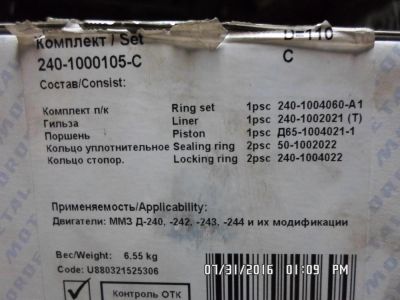 Комплект / Set D=110
240-1000105-С С
Состав/Consist:
Комплект п/к Ring set 1psc 240-1004060-А1
Гильза Liner 1psc 240-1002021 (Т)
Поршень Piston 1psc Д65-1004021-1
Кольцо уплотнительное Sealing ring 2psc 50-1002022
Кольцо стопор. Locking ring 2psc 240-1004022
Применяемость/Applicability:
Двигатели: ММЗ Д-240, -242, -243, -244 и их модификации
Вес/Weight: 6.55 kg
Code: U880321525306
07/31/2016 01:09 PM
Контроль ОТК